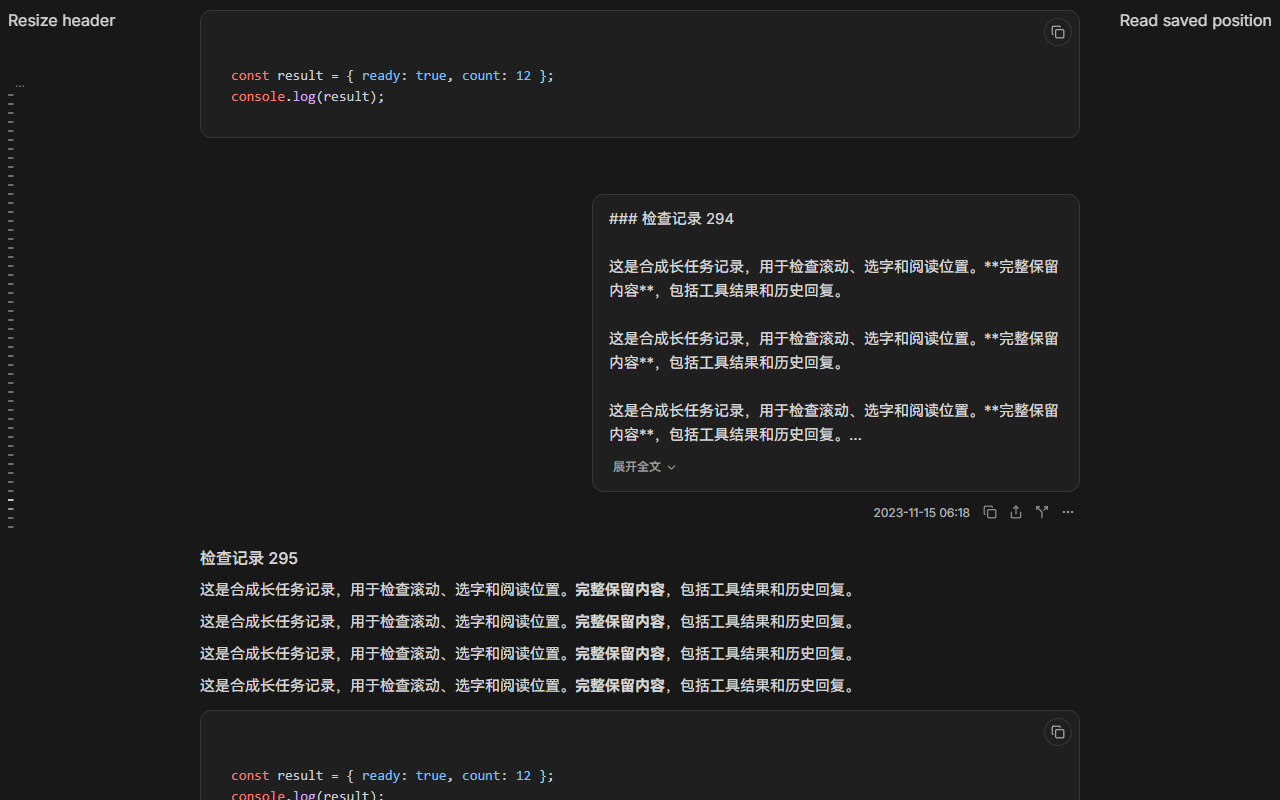 Resize header
Read saved position
const result = { ready: true, count: 12 };
console.log(result);
...
### 检查记录 294
这是合成长任务记录，用于检查滚动、选字和阅读位置。**完整保留
内容**，包括工具结果和历史回复。
这是合成长任务记录，用于检查滚动、选字和阅读位置。**完整保留
内容**，包括工具结果和历史回复。
这是合成长任务记录，用于检查滚动、选字和阅读位置。**完整保留
内容**，包括工具结果和历史回复。...
展开全文
2023-11-15 06:18
检查记录 295
这是合成长任务记录，用于检查滚动、选字和阅读位置。完整保留内容，包括工具结果和历史回复。
这是合成长任务记录，用于检查滚动、选字和阅读位置。完整保留内容，包括工具结果和历史回复。
这是合成长任务记录，用于检查滚动、选字和阅读位置。完整保留内容，包括工具结果和历史回复。
这是合成长任务记录，用于检查滚动、选字和阅读位置。完整保留内容，包括工具结果和历史回复。
const result = { ready: true, count: 12 };
console.log(result);